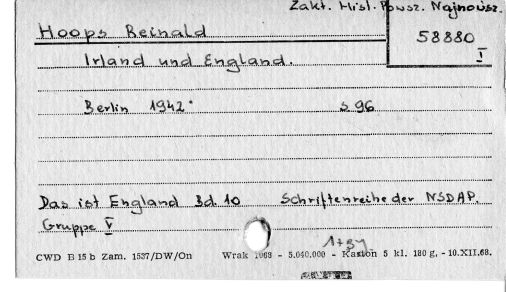 Zakł. Hist. Powsz. Najnowsz.
Hoops Reinald
58880
I
Irland und England.
Berlin 1942. s 96
Das ist England Bd. 10 Schriftenreihe der NSDAP.
Gruppe V
1+By
CWD B 15 b Zam. 1537/DW/On Wrak 1068 - 5.040.000 - Karton 5 kl. 180 g, - 10.XII.68.